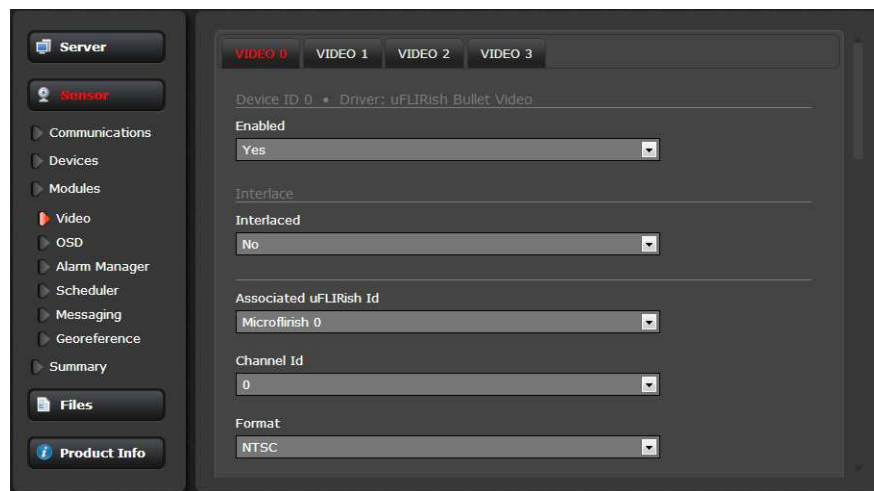 Server
Sensor
Communications
Devices
Modules
Video
OSD
Alarm Manager
Scheduler
Messaging
Georeference
Summary
Files
Product Info
VIDEO 0 VIDEO 1 VIDEO 2 VIDEO 3
Device ID 0 • Driver: uFLIRish Bullet Video
Enabled
Yes
Interlace
Interlaced
No
Associated uFLIRish Id
Microflirish 0
Channel Id
0
Format
NTSC